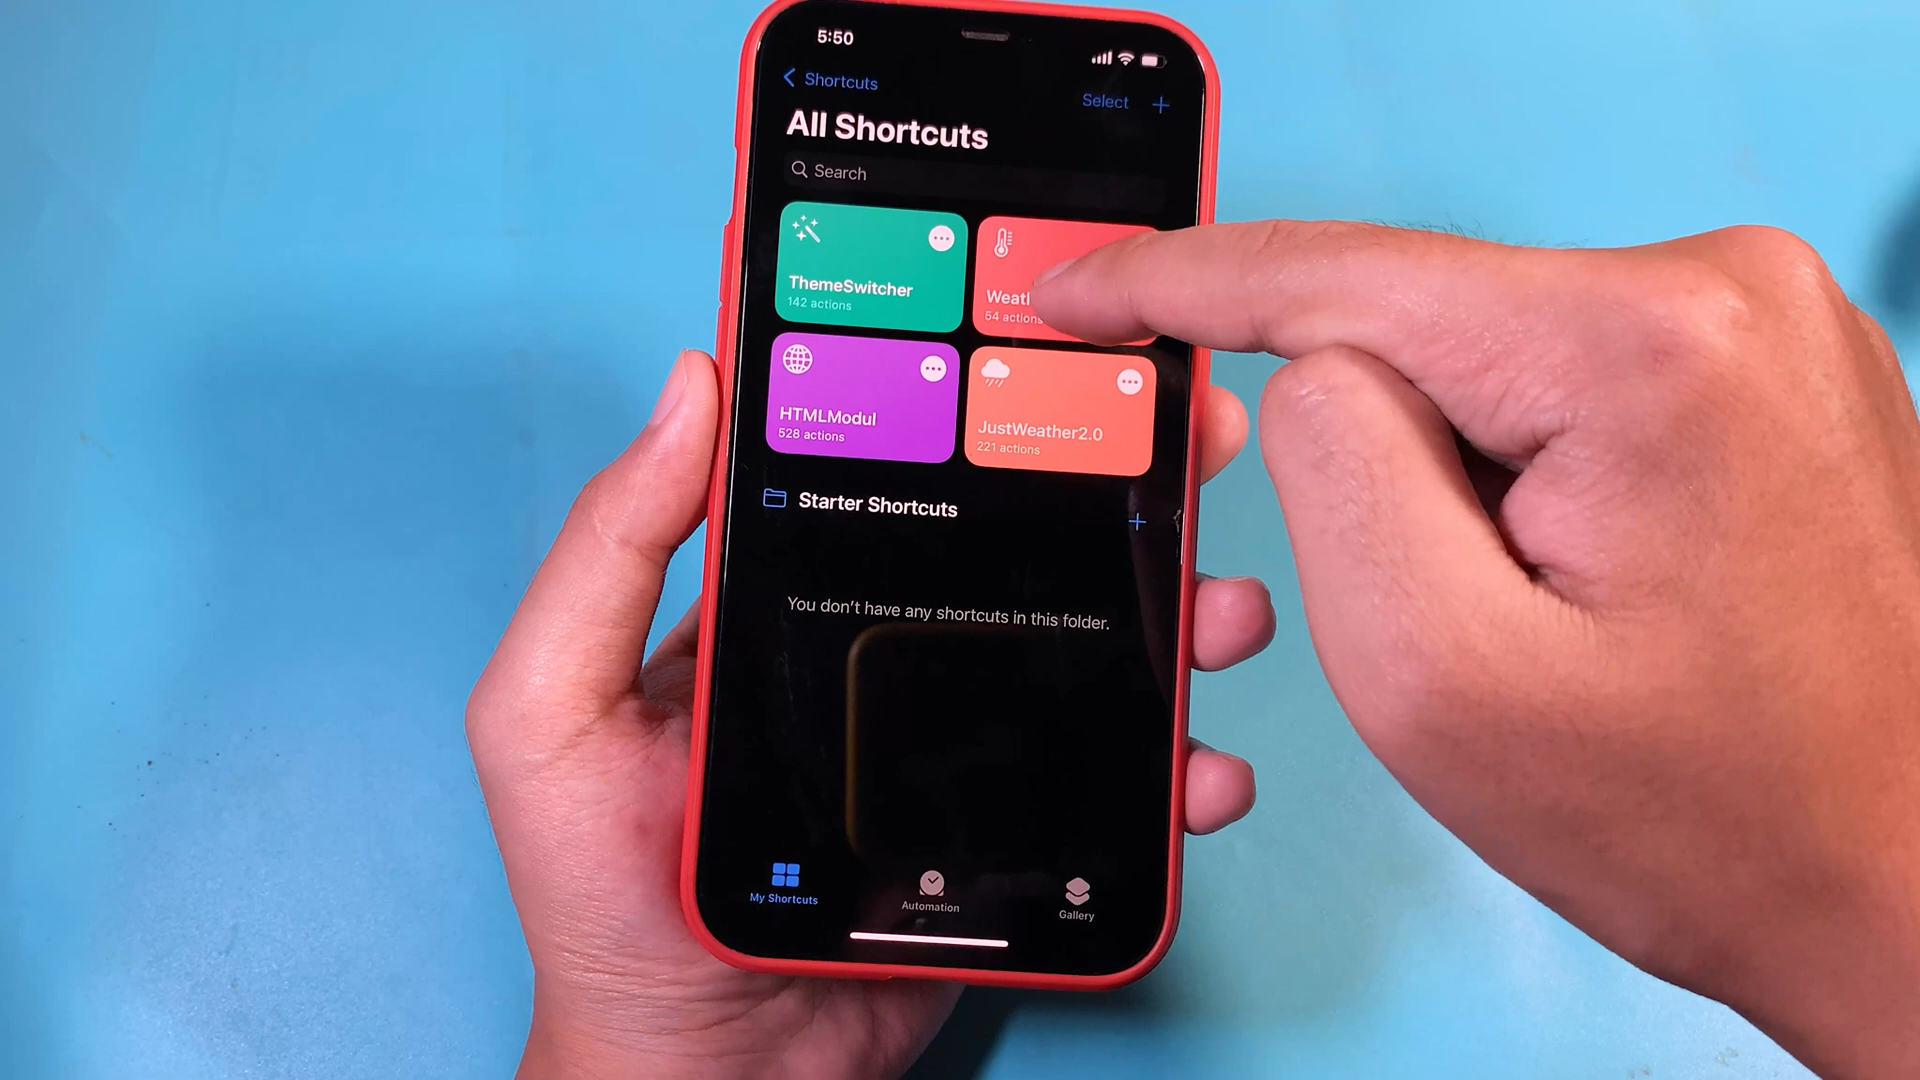 5:50
Shortcuts
Select
All Shortcuts
Search
ThemeSwitcher
142 actions
54 actions
HTMLModul
528 actions
JustWeather2.0
221 actions
Starter Shortcuts
You don't have any shortcuts in this folder.
My Shortcuts
Automation
Gallery